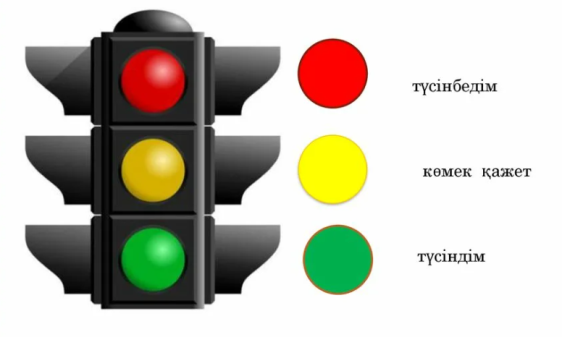 түсінбедім
көмек қажет
түсіндім